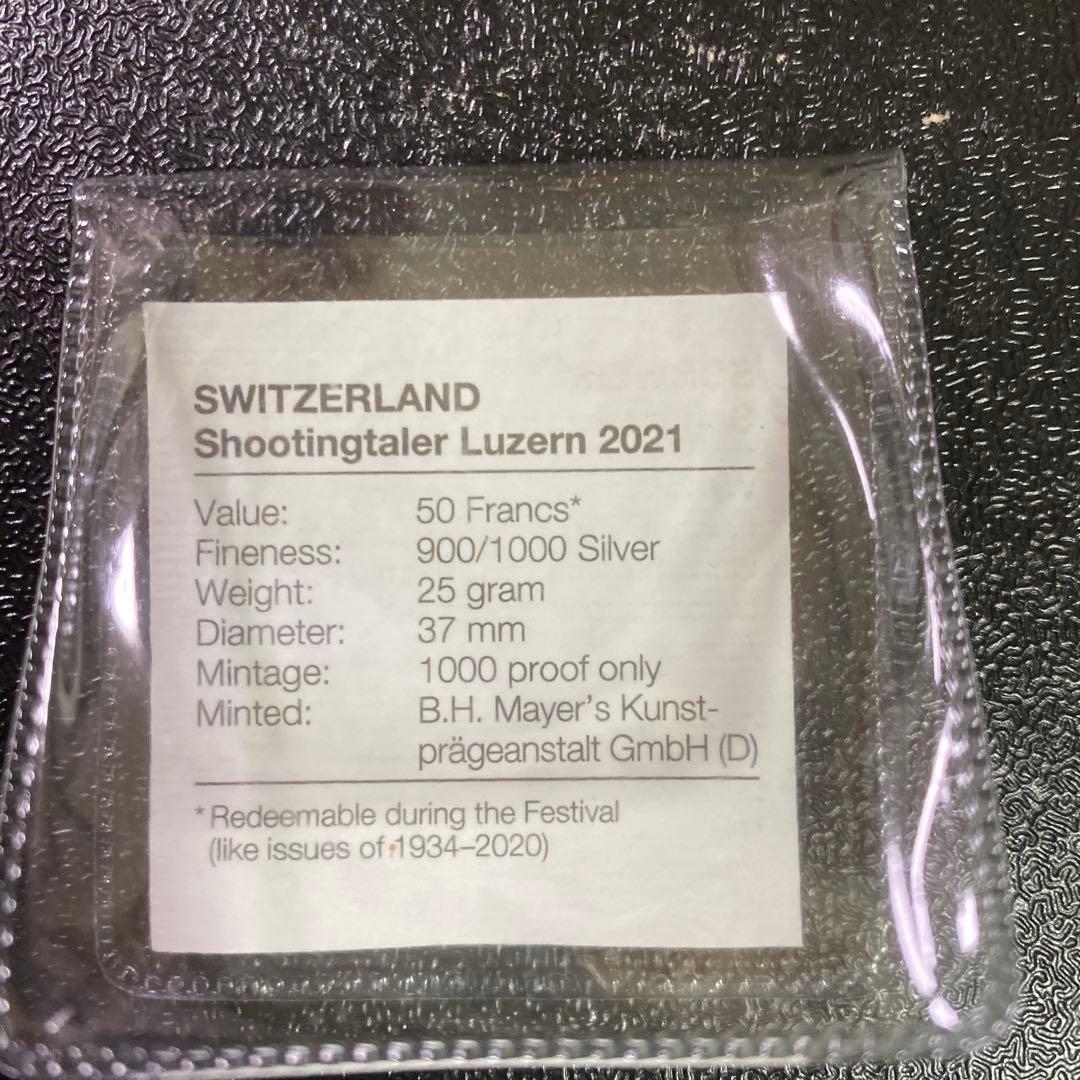 SWITZERLAND
Shootingtaler Luzern 2021
Value: 50 Francs*
Fineness: 900/1000 Silver
Weight: 25 gram
Diameter: 37 mm
Mintage: 1000 proof only
Minted: B.H. Mayer's Kunst-
prägeanstalt GmbH (D)
* Redeemable during the Festival
(like issues of 1934–2020)